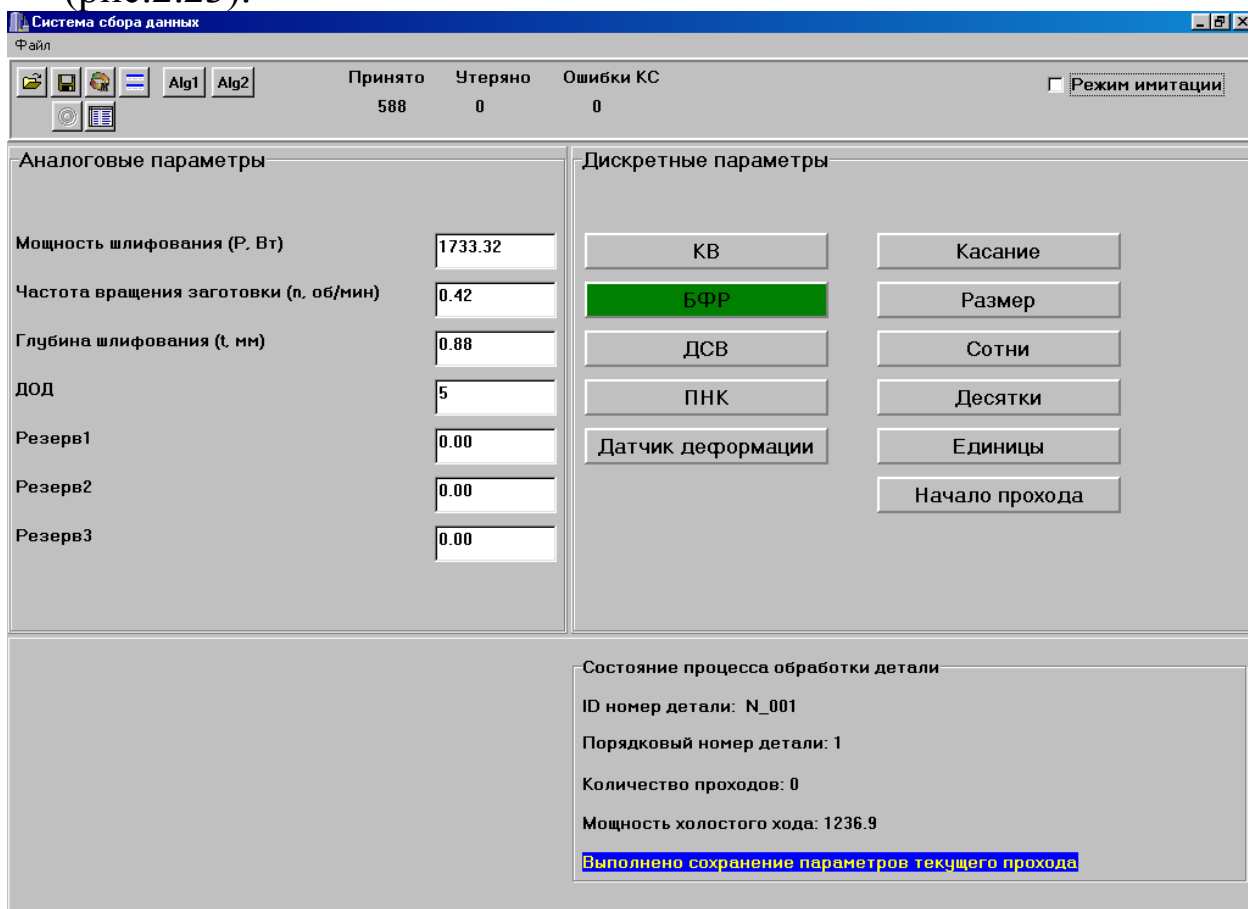 (рис.2.25).
Система сбора данных
Файл
Alg1 Alg2
Принято Утеряно Ошибки КС
588 0 0
Режим имитации
Аналоговые параметры
Мощность шлифования (P, Вт) 1733.32
Частота вращения заготовки (n, об/мин) 0.42
Глубина шлифования (t, мм) 0.88
ДОД 5
Резерв1 0.00
Резерв2 0.00
Резерв3 0.00
Дискретные параметры
КВ Касание
БФР Размер
ДСВ Сотни
ПНК Десятки
Датчик деформации Единицы
Начало прохода
Состояние процесса обработки детали
ID номер детали: N_001
Порядковый номер детали: 1
Количество проходов: 0
Мощность холостого хода: 1236.9
Выполнено сохранение параметров текущего прохода